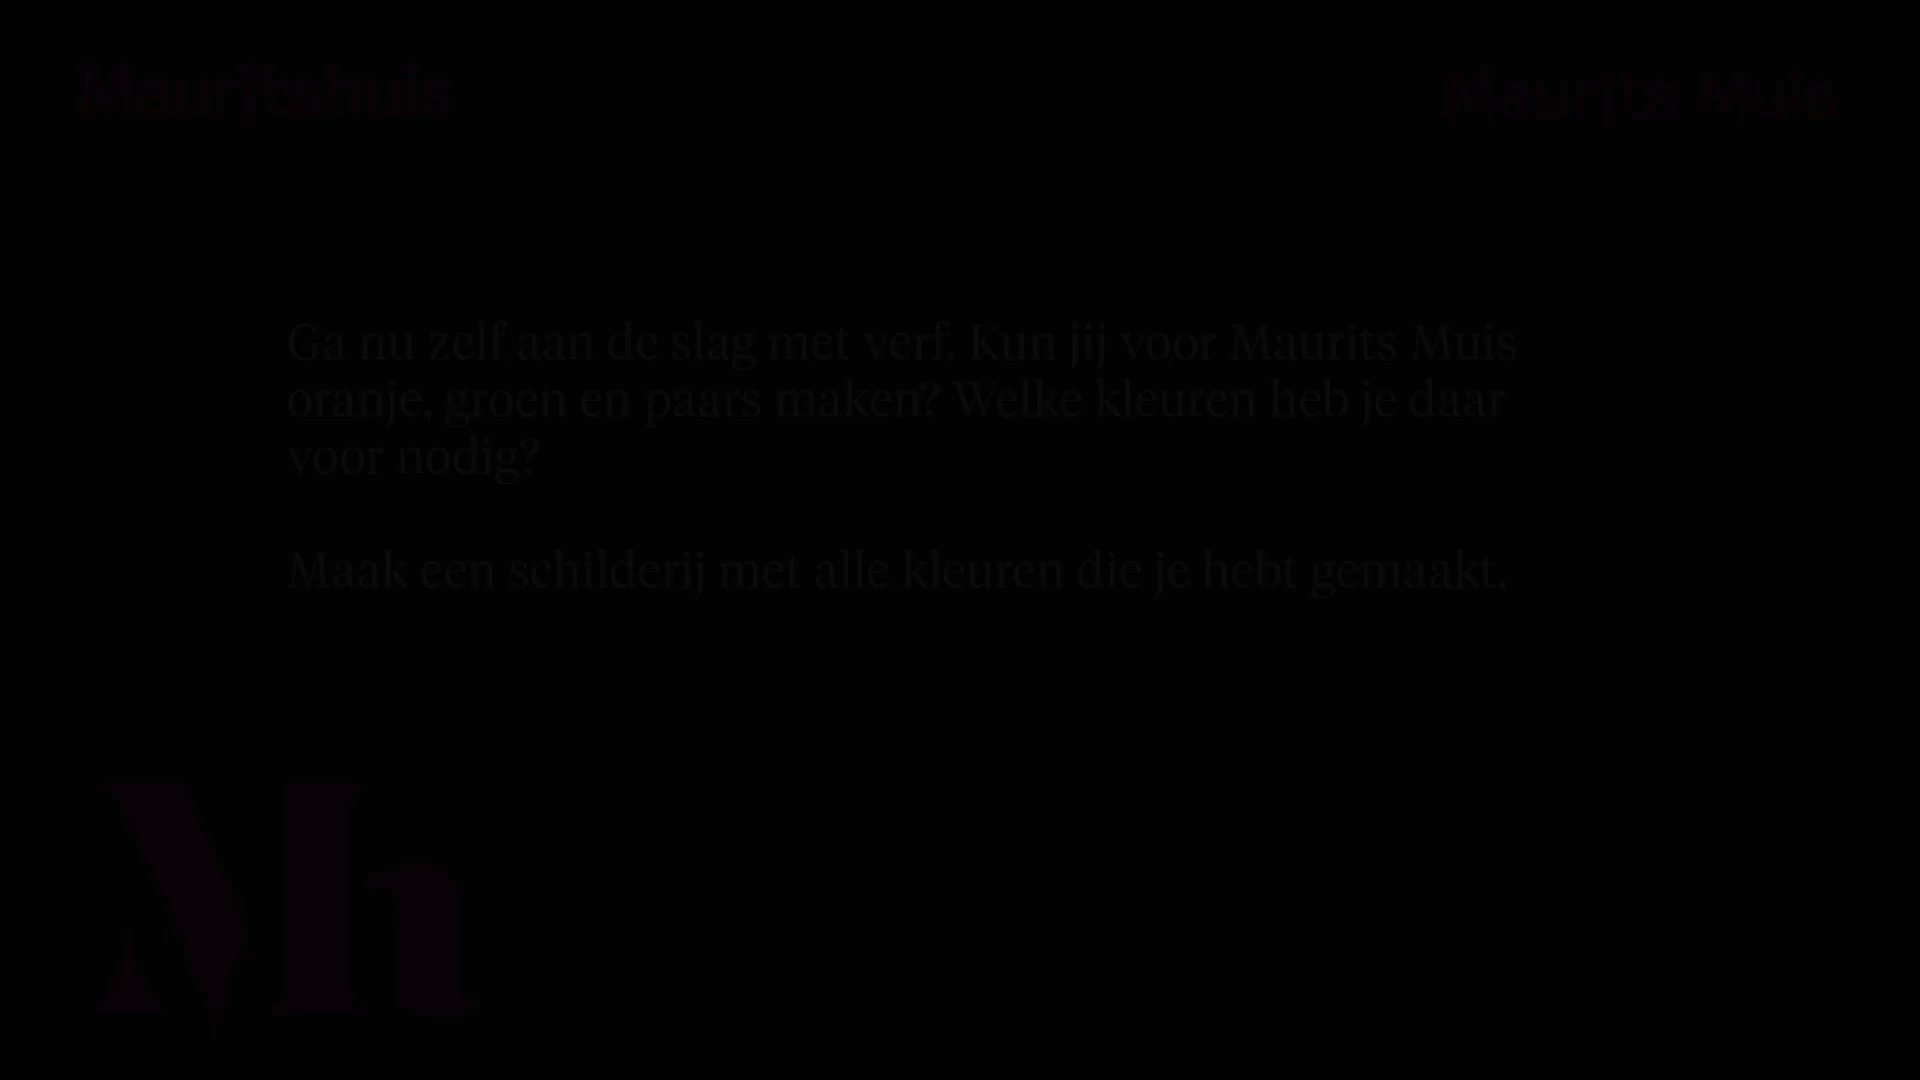 Mauritshuis
Maurits Muis
Ga nu zelf aan de slag met verf. Kun jij voor Maurits Muis
oranje, groen en paars maken? Welke kleuren heb je daar
voor nodig?
Maak een schilderij met alle kleuren die je hebt gemaakt.
Mh